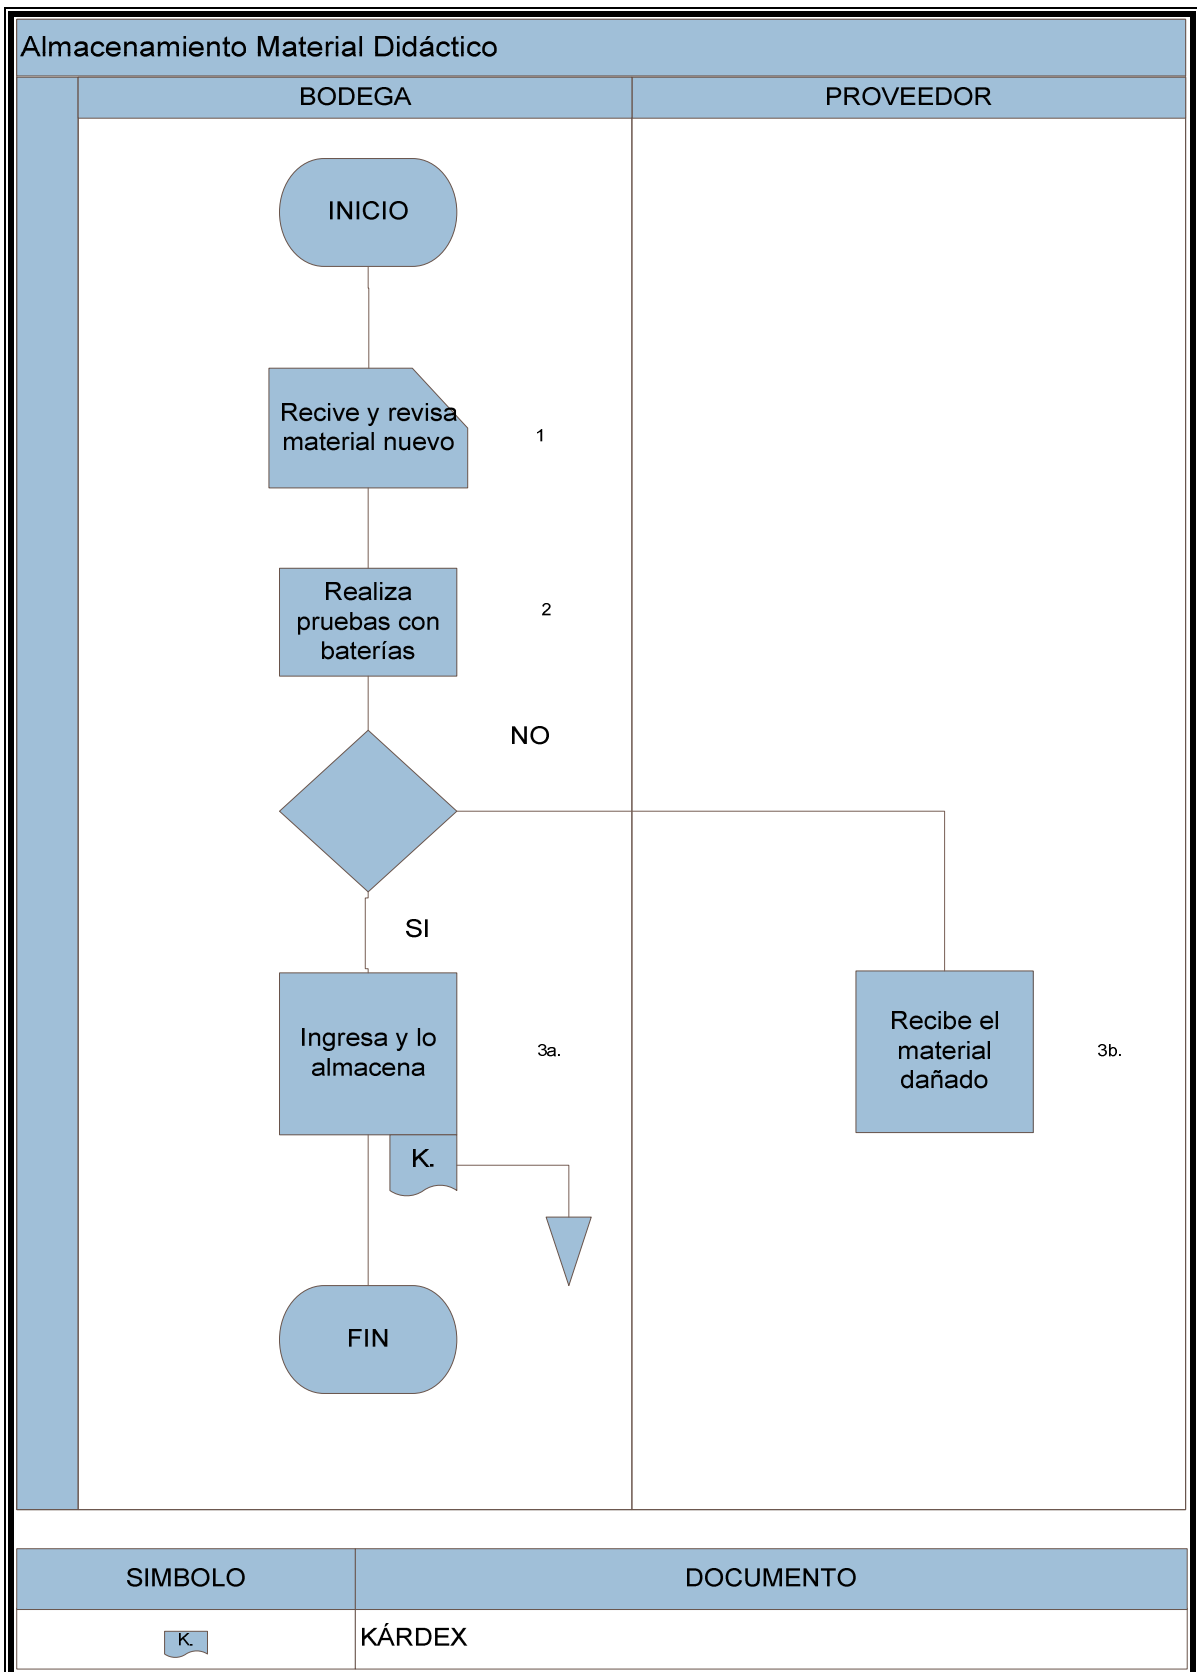 Almacenamiento Material Didáctico
BODEGA
PROVEEDOR
INICIO
Recive y revisa
material nuevo
1
Realiza
pruebas con
baterías
2
NO
SI
Ingresa y lo
almacena
3a.
Recibe el
material
dañado
3b.
K.
FIN
SIMBOLO
DOCUMENTO
K.
KÁRDEX